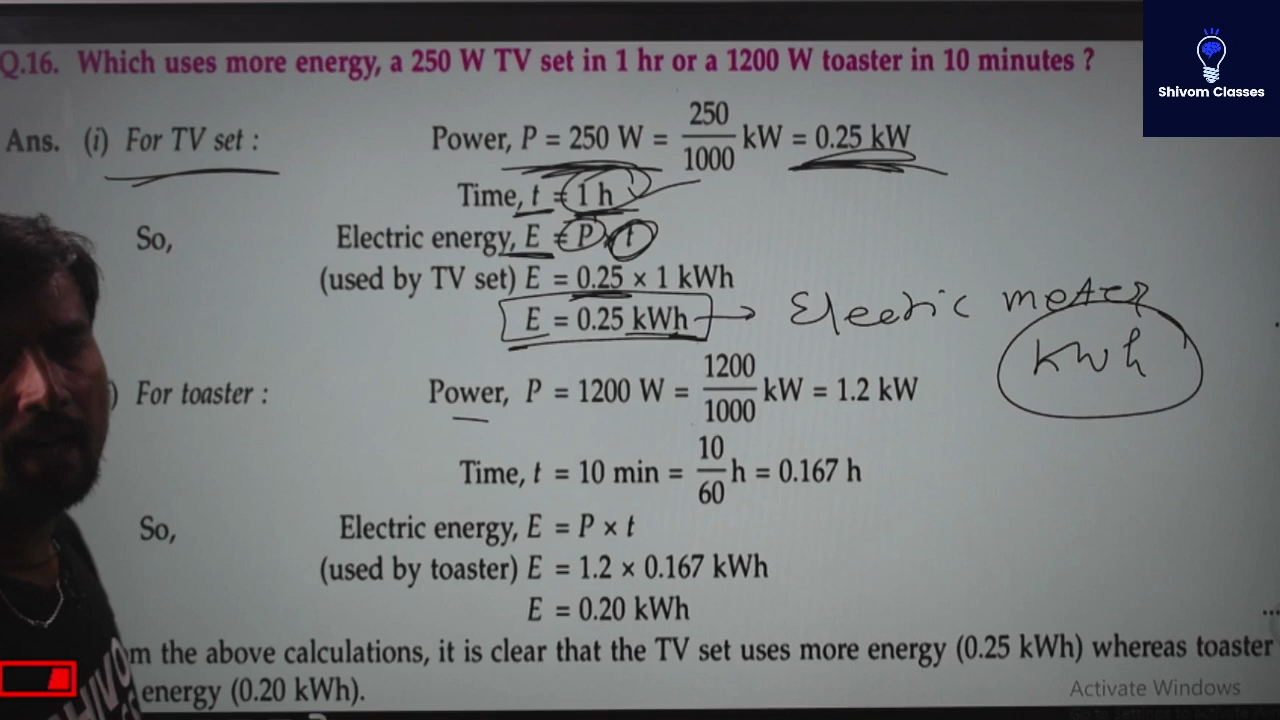 Shivom Classes
Q.16. Which uses more energy, a 250 W TV set in 1 hr or a 1200 W toaster in 10 minutes ?
Ans. (i) For TV set : Power, P = 250 W = 250/1000 kW = 0.25 kW
Time, t = 1 h
So, Electric energy, E = P × t
(used by TV set) E = 0.25 × 1 kWh
E = 0.25 kWh → Electric meter
kWh
) For toaster : Power, P = 1200 W = 1200/1000 kW = 1.2 kW
Time, t = 10 min = 10/60 h = 0.167 h
So, Electric energy, E = P × t
(used by toaster) E = 1.2 × 0.167 kWh
E = 0.20 kWh
m the above calculations, it is clear that the TV set uses more energy (0.25 kWh) whereas toaster
energy (0.20 kWh).
Activate Windows